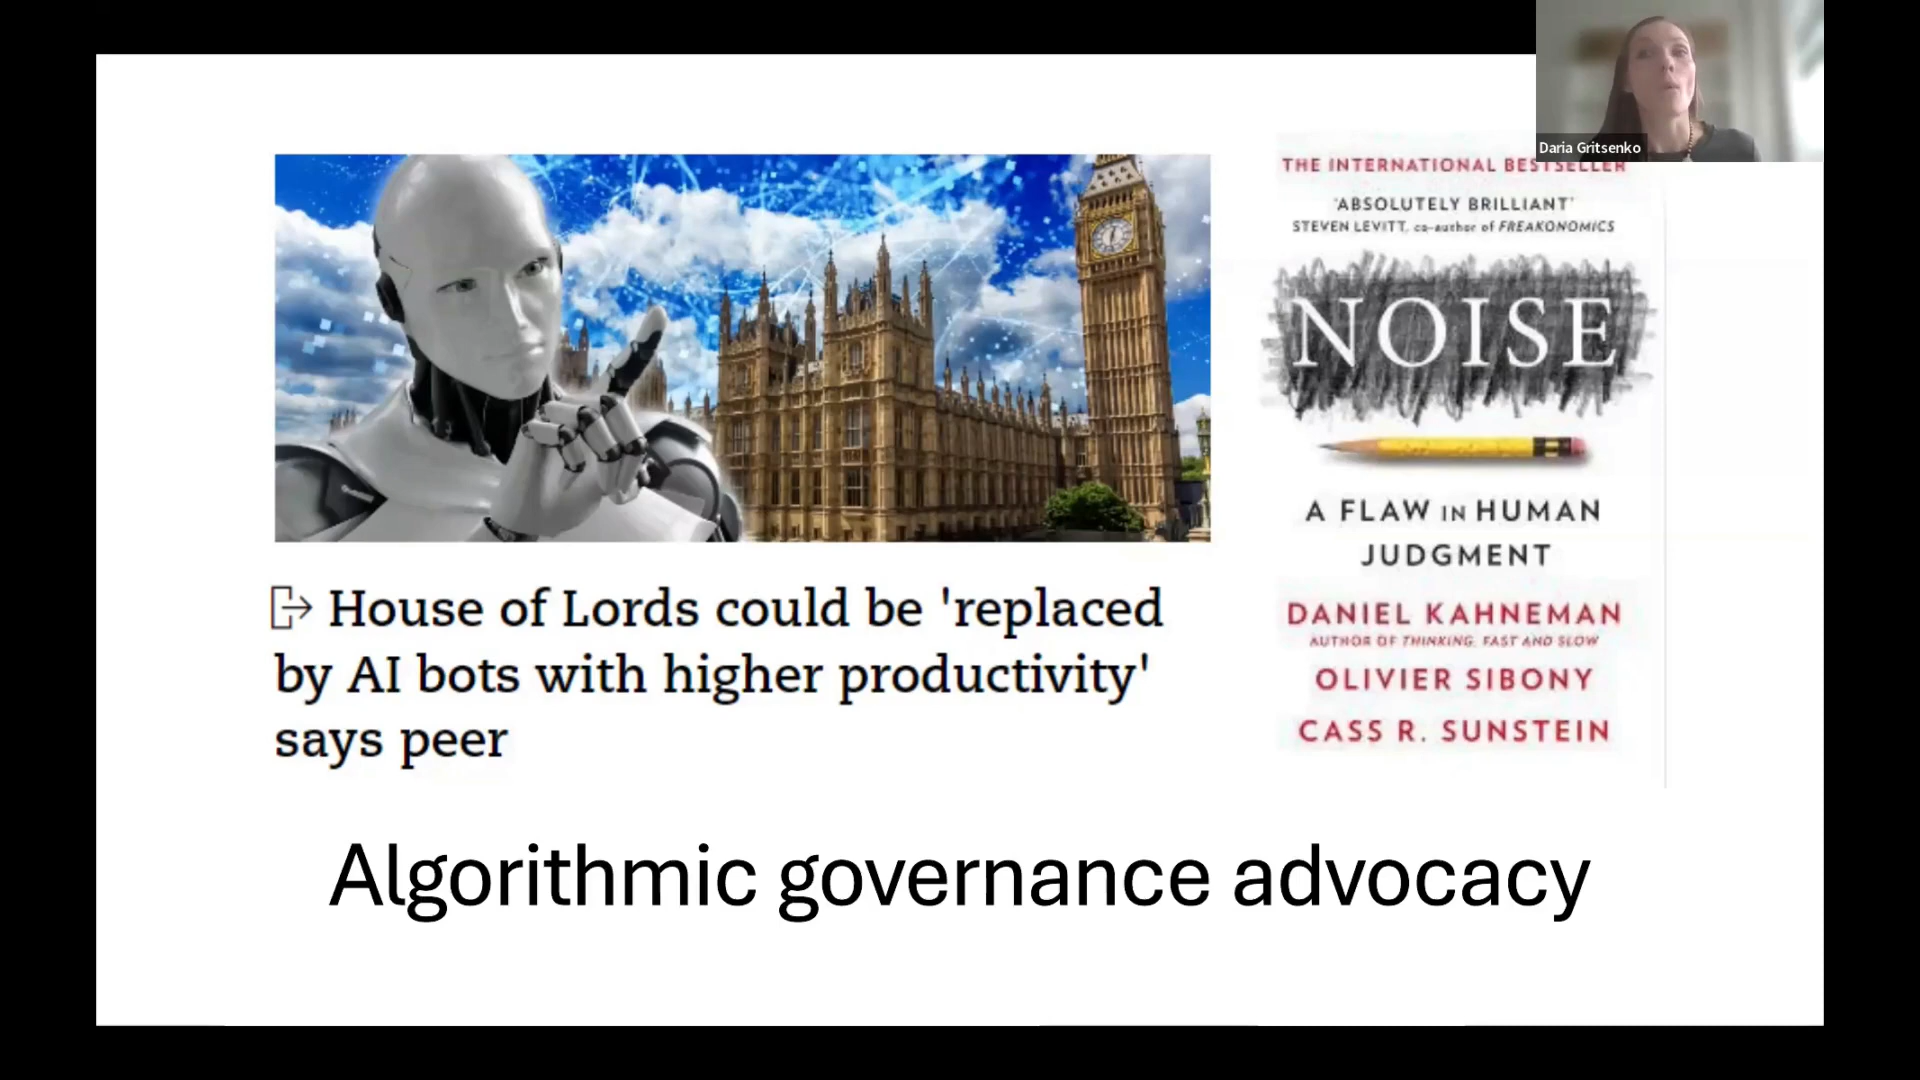 Daria Gritsenko
THE INTERNATIONAL BESTSELLER
'ABSOLUTELY BRILLIANT'
STEVEN LEVITT, co-author of FREAKONOMICS
NOISE
A FLAW IN HUMAN
JUDGMENT
DANIEL KAHNEMAN
AUTHOR OF THINKING, FAST AND SLOW
OLIVIER SIBONY
CASS R. SUNSTEIN
House of Lords could be 'replaced
by AI bots with higher productivity'
says peer
Algorithmic governance advocacy